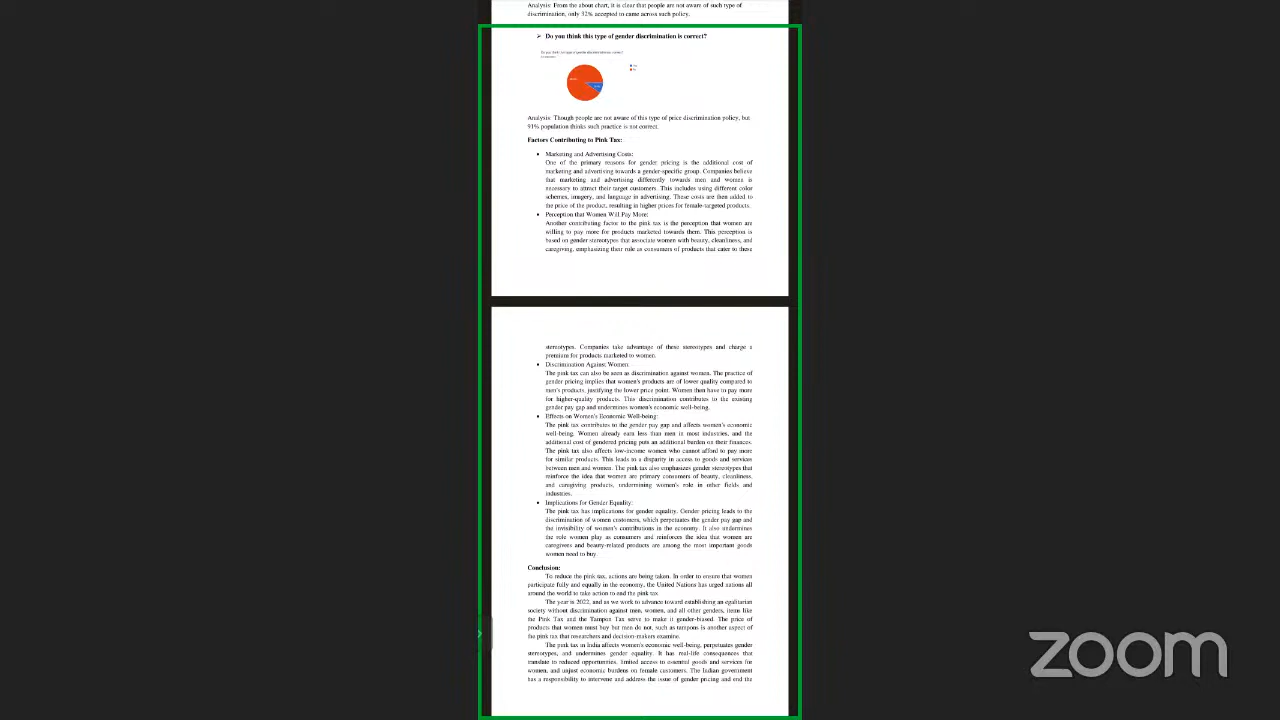 Analysis: From the about chart, it is clear that people are not aware of such type of
discrimination, only 32% accepted to came across such policy.
➢ Do you think this type of gender discrimination is correct?
Analysis: Though people are not aware of this type of price discrimination policy, but
91% population thinks such practice is not correct.
Factors Contributing to Pink Tax:
• Marketing and Advertising Costs:
One of the primary reasons for gender pricing is the additional cost of
marketing and advertising towards a gender-specific group. Companies believe
that marketing and advertising differently towards men and women is
necessary to attract their target customers. This includes using different color
schemes, imagery, and language in advertising. These costs are then added to
the price of the product, resulting in higher prices for female-targeted products.
• Perception that Women Will Pay More:
Another contributing factor to the pink tax is the perception that women are
willing to pay more for products marketed towards them. This perception is
based on gender stereotypes that associate women with beauty, cleanliness, and
caregiving, emphasizing their role as consumers of products that cater to these
stereotypes. Companies take advantage of these stereotypes and charge a
premium for products marketed to women.
• Discrimination Against Women:
The pink tax can also be seen as discrimination against women. The practice of
gender pricing implies that women's products are of lower quality compared to
men's products, justifying the lower price point. Women then have to pay more
for higher-quality products. This discrimination contributes to the existing
gender pay gap and undermines women's economic well-being.
• Effects on Women's Economic Well-being:
The pink tax contributes to the gender pay gap and affects women's economic
well-being. Women already earn less than men in most industries, and the
additional cost of gendered pricing puts an additional burden on their finances.
The pink tax also affects low-income women who cannot afford to pay more
for similar products. This leads to a disparity in access to goods and services
between men and women. The pink tax also emphasizes gender stereotypes that
reinforce the idea that women are primary consumers of beauty, cleanliness,
and caregiving products, undermining women's role in other fields and
industries.
• Implications for Gender Equality:
The pink tax has implications for gender equality. Gender pricing leads to the
discrimination of women customers, which perpetuates the gender pay gap and
the invisibility of women's contributions in the economy. It also undermines
the role women play as consumers and reinforces the idea that women are
caregivers and beauty-related products are among the most important goods
women need to buy.
Conclusion:
To reduce the pink tax, actions are being taken. In order to ensure that women
participate fully and equally in the economy, the United Nations has urged nations all
around the world to take action to end the pink tax.
The year is 2022, and as we work to advance toward establishing an egalitarian
society without discrimination against men, women, and all other genders, items like
the Pink Tax and the Tampon Tax serve to make it gender-biased. The price of
products that women must buy but men do not, such as tampons is another aspect of
the pink tax that researchers and decision-makers examine.
The pink tax in India affects women's economic well-being, perpetuates gender
stereotypes, and undermines gender equality. It has real-life consequences that
translate to reduced opportunities, limited access to essential goods and services for
women, and unjust economic burdens on female customers. The Indian government
has a responsibility to intervene and address the issue of gender pricing and end the
zoom